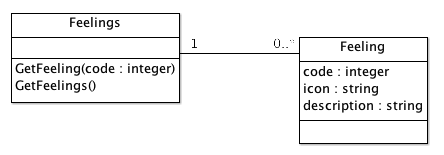 Feelings
GetFeeling(code : integer)
GetFeelings()
1
0..*
Feeling
code : integer
icon : string
description : string